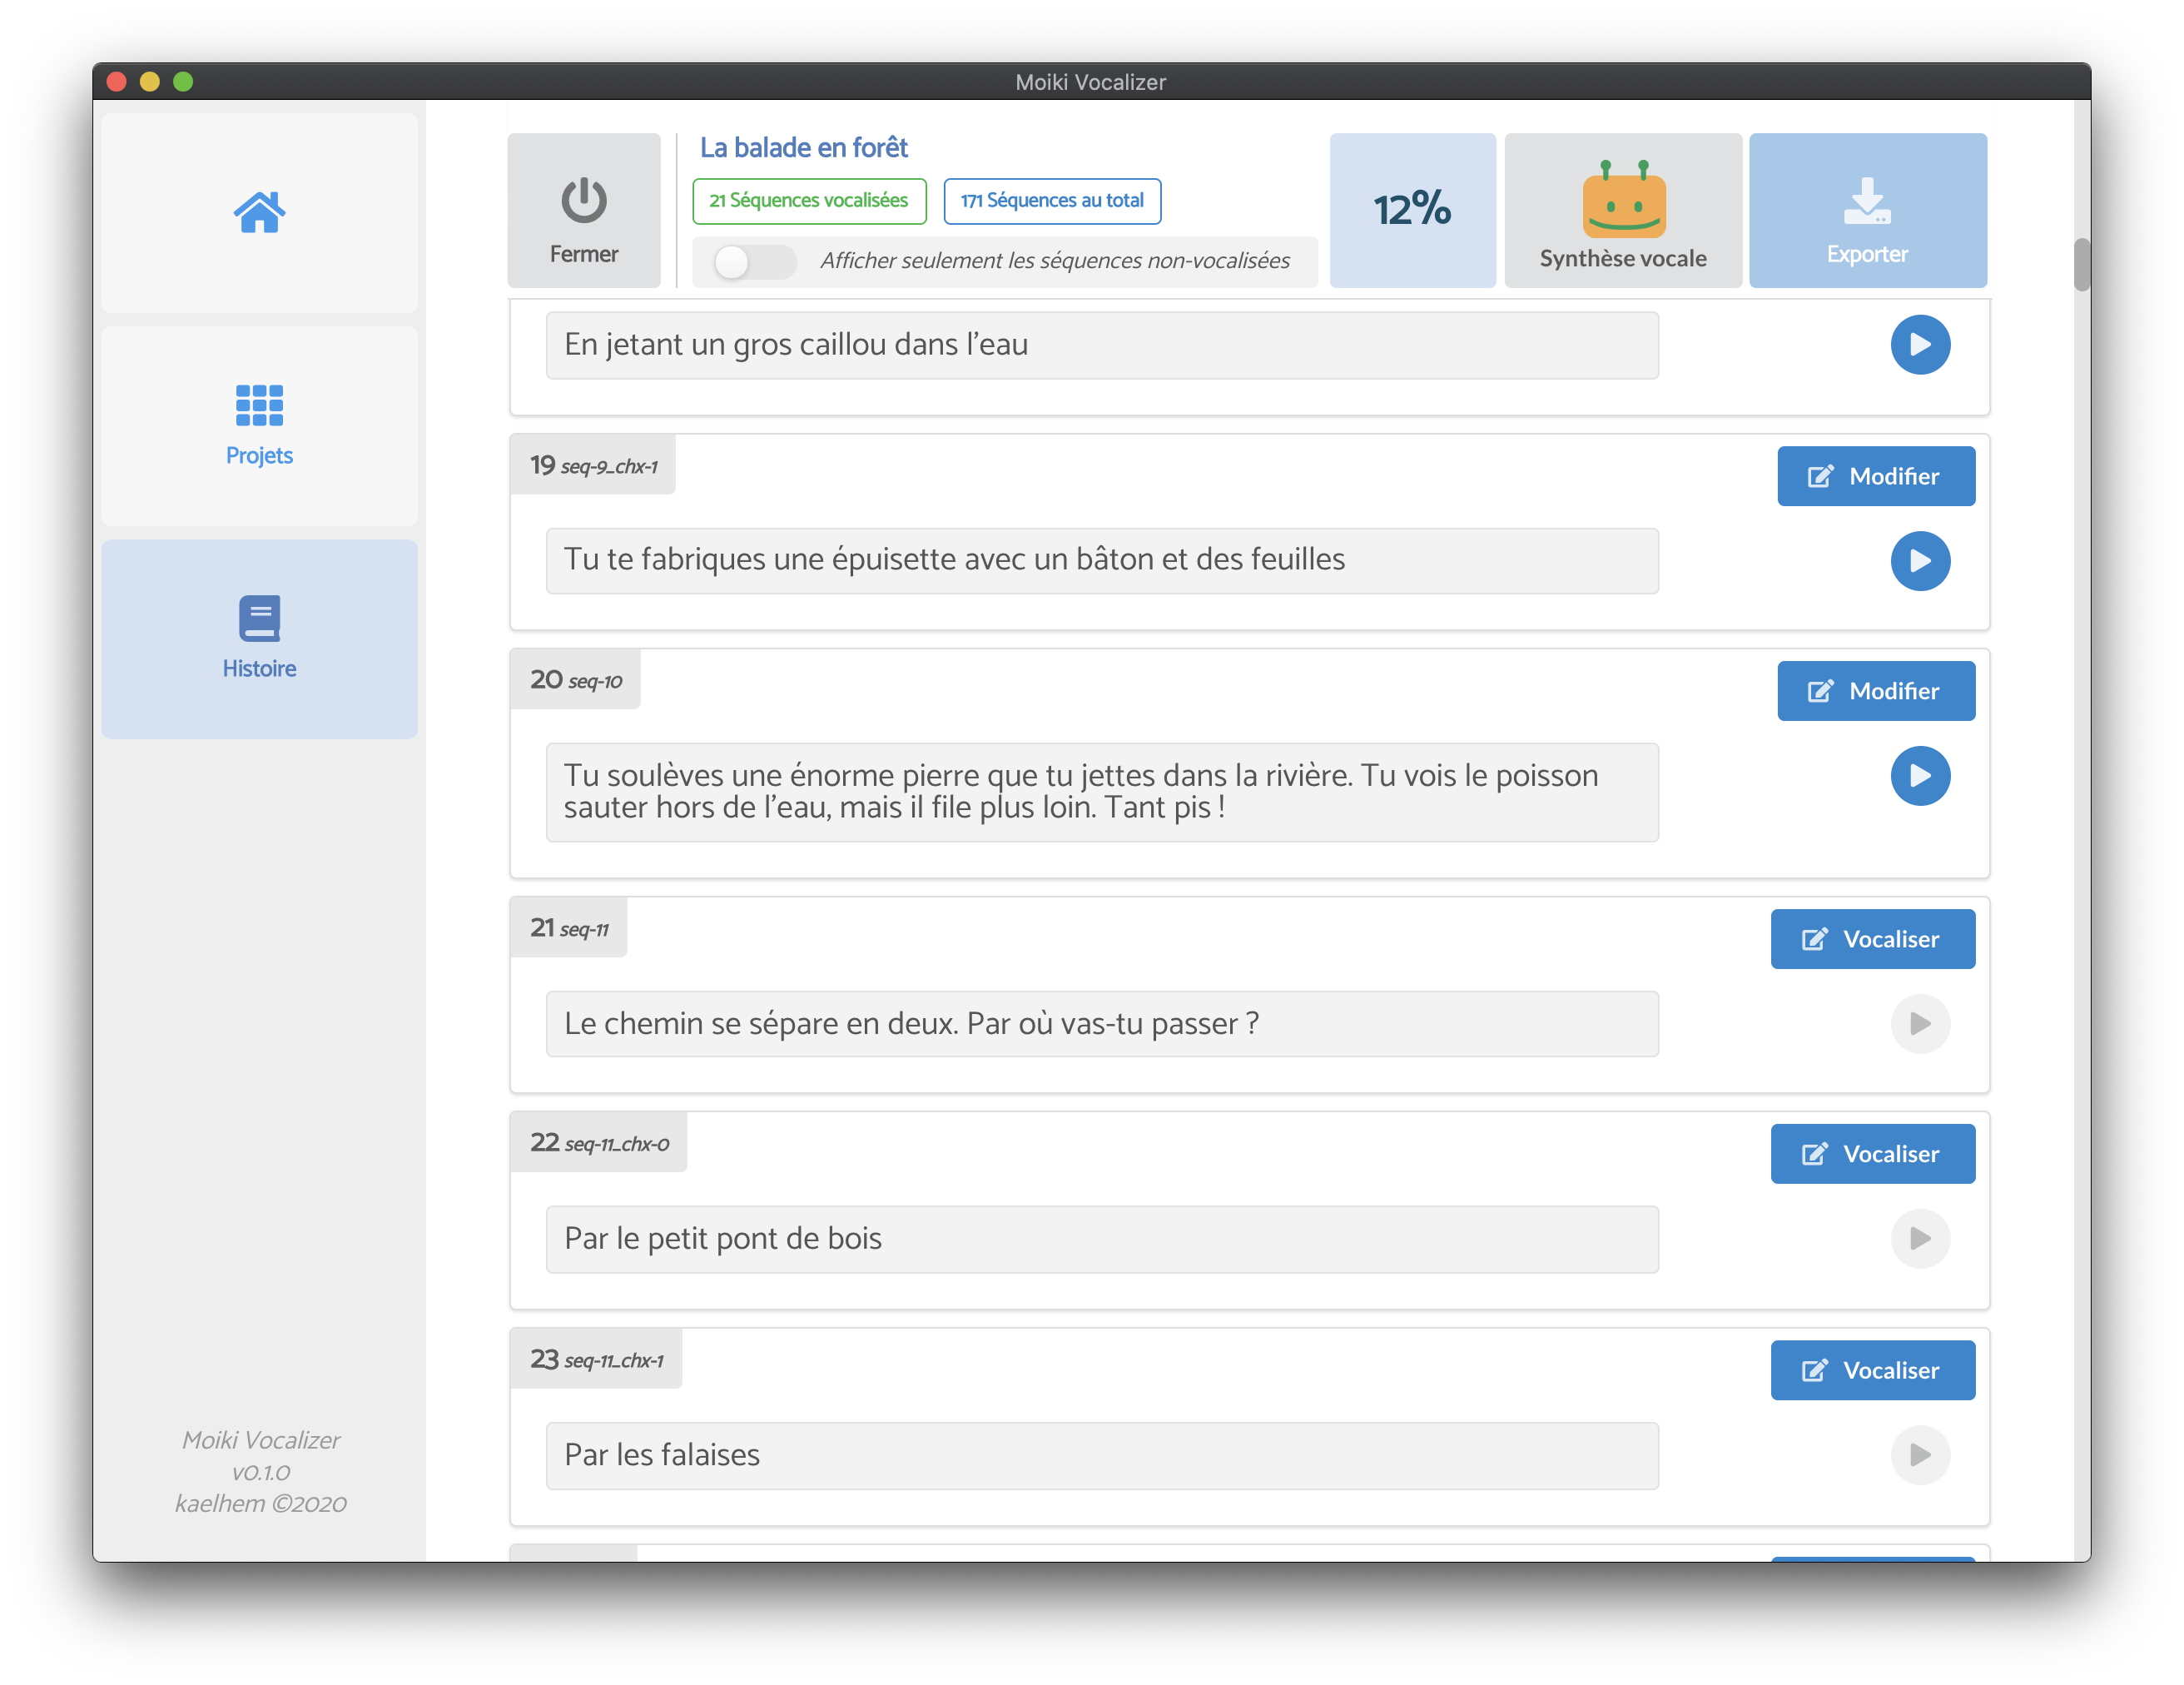 Moiki Vocalizer
Projets
Histoire
Moiki Vocalizer
v0.1.0
kaelhem ©2020
Fermer
La balade en forêt
21 Séquences vocalisées
171 Séquences au total
Afficher seulement les séquences non-vocalisées
12%
Synthèse vocale
Exporter
En jetant un gros caillou dans l'eau
19 seq-9_chx-1
Modifier
Tu te fabriques une épuisette avec un bâton et des feuilles
20 seq-10
Modifier
Tu soulèves une énorme pierre que tu jettes dans la rivière. Tu vois le poisson
sauter hors de l'eau, mais il file plus loin. Tant pis !
21 seq-11
Vocaliser
Le chemin se sépare en deux. Par où vas-tu passer ?
22 seq-11_chx-0
Vocaliser
Par le petit pont de bois
23 seq-11_chx-1
Vocaliser
Par les falaises